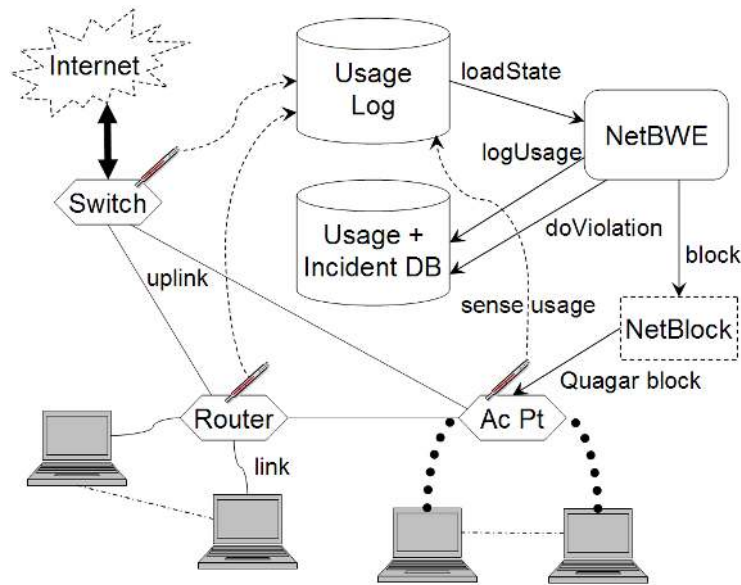 Internet
Usage
Log
loadState
NetBWE
logUsage
Switch
Usage +
Incident DB
doViolation
block
uplink
sense usage
NetBlock
Quagar block
Router
Ac Pt
link